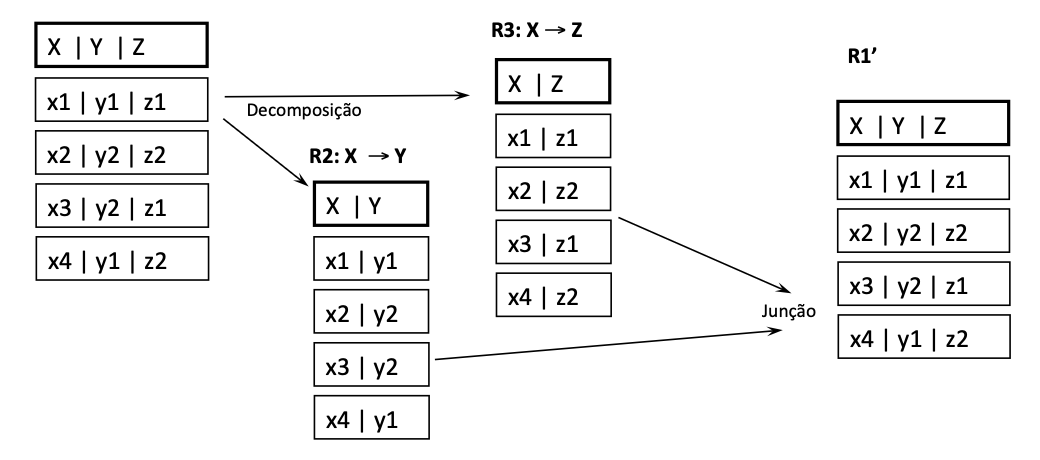 X | Y | Z
x1 | y1 | z1
x2 | y2 | z2
x3 | y2 | z1
x4 | y1 | z2
Decomposição
R2: X → Y
X | Y
x1 | y1
x2 | y2
x3 | y2
x4 | y1
R3: X → Z
X | Z
x1 | z1
x2 | z2
x3 | z1
x4 | z2
Junção
R1’
X | Y | Z
x1 | y1 | z1
x2 | y2 | z2
x3 | y2 | z1
x4 | y1 | z2